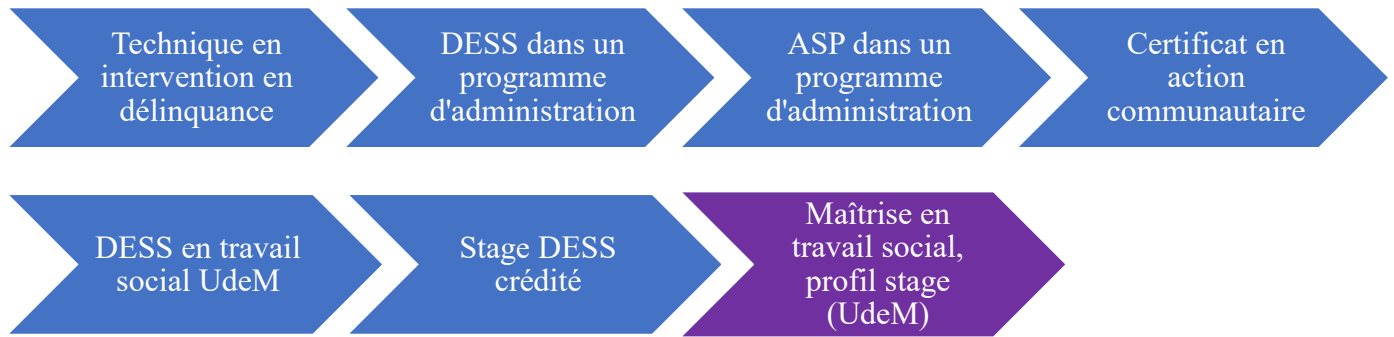 Technique en
intervention en
délinquance
DESS dans un
programme
d'administration
ASP dans un
programme
d'administration
Certificat en
action
communautaire
DESS en travail
social UdeM
Stage DESS
crédité
Maîtrise en
travail social,
profil stage
(UdeM)